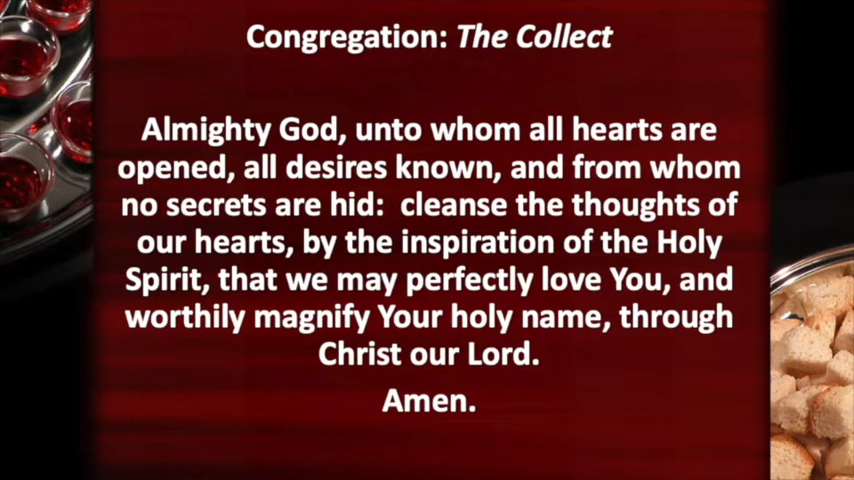 Congregation: The Collect
Almighty God, unto whom all hearts are
opened, all desires known, and from whom
no secrets are hid:  cleanse the thoughts of
our hearts, by the inspiration of the Holy
Spirit, that we may perfectly love You, and
worthily magnify Your holy name, through
Christ our Lord.
Amen.